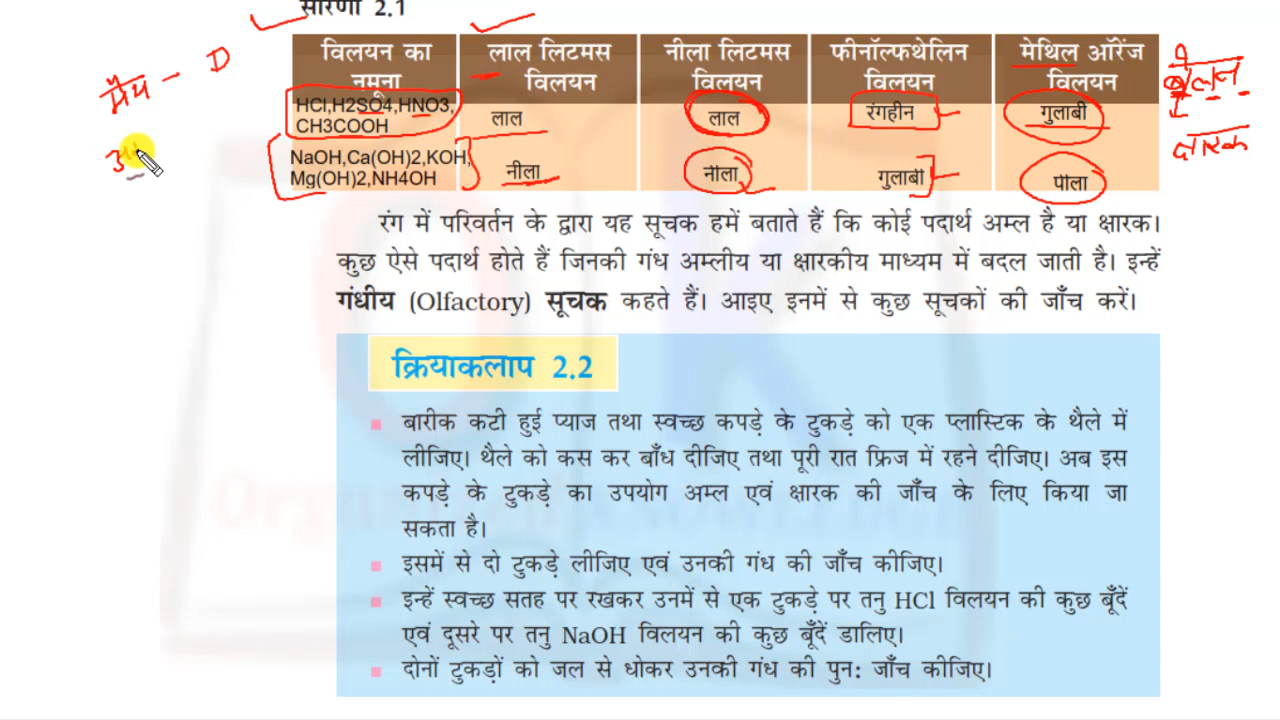 सारणी 2.1
विलयन का नमूना लाल लिटमस विलयन नीला लिटमस विलयन फीनॉल्फथेलिन विलयन मेथिल ऑरेंज विलयन
HCl,H2SO4,HNO3, CH3COOH लाल लाल रंगहीन गुलाबी
NaOH,Ca(OH)2,KOH, Mg(OH)2,NH4OH नीला नीला गुलाबी पीला
D
क्षारक
रंग में परिवर्तन के द्वारा यह सूचक हमें बताते हैं कि कोई पदार्थ अम्ल है या क्षारक।
कुछ ऐसे पदार्थ होते हैं जिनकी गंध अम्लीय या क्षारकीय माध्यम में बदल जाती है। इन्हें
गंधीय (Olfactory) सूचक कहते हैं। आइए इनमें से कुछ सूचकों की जाँच करें।
क्रियाकलाप 2.2
बारीक कटी हुई प्याज तथा स्वच्छ कपड़े के टुकड़े को एक प्लास्टिक के थैले में
लीजिए। थैले को कस कर बाँध दीजिए तथा पूरी रात फ्रिज में रहने दीजिए। अब इस
कपड़े के टुकड़े का उपयोग अम्ल एवं क्षारक की जाँच के लिए किया जा
सकता है।
इसमें से दो टुकड़े लीजिए एवं उनकी गंध की जाँच कीजिए।
इन्हें स्वच्छ सतह पर रखकर उनमें से एक टुकड़े पर तनु HCl विलयन की कुछ बूँदें
एवं दूसरे पर तनु NaOH विलयन की कुछ बूँदें डालिए।
दोनों टुकड़ों को जल से धोकर उनकी गंध की पुन: जाँच कीजिए।